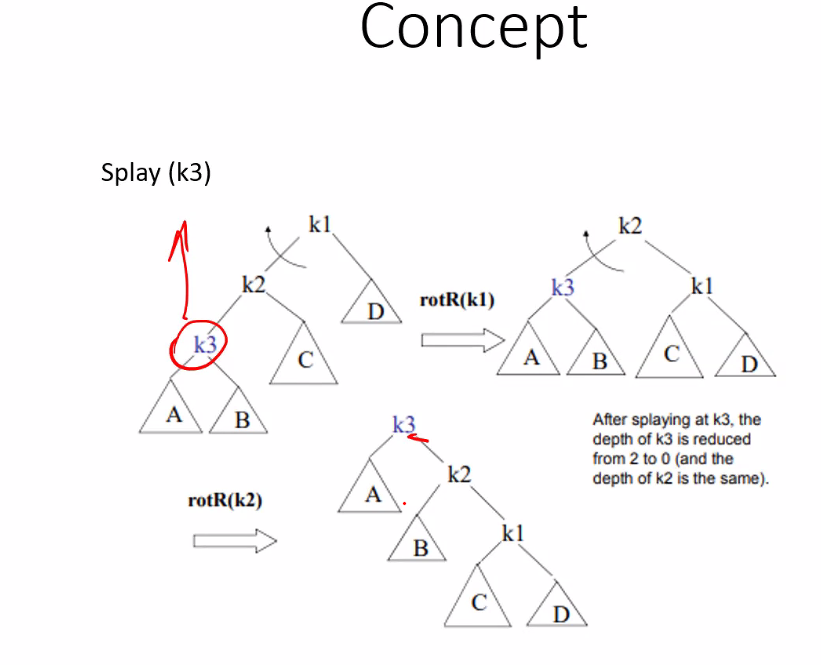 Concept
Splay (k3)
k1
k2
k3
A
B
C
D
rotR(k1)
k2
k3
k1
A
B
C
D
After splaying at k3, the
depth of k3 is reduced
from 2 to 0 (and the
depth of k2 is the same).
rotR(k2)
k3
A
k2
B
k1
C
D